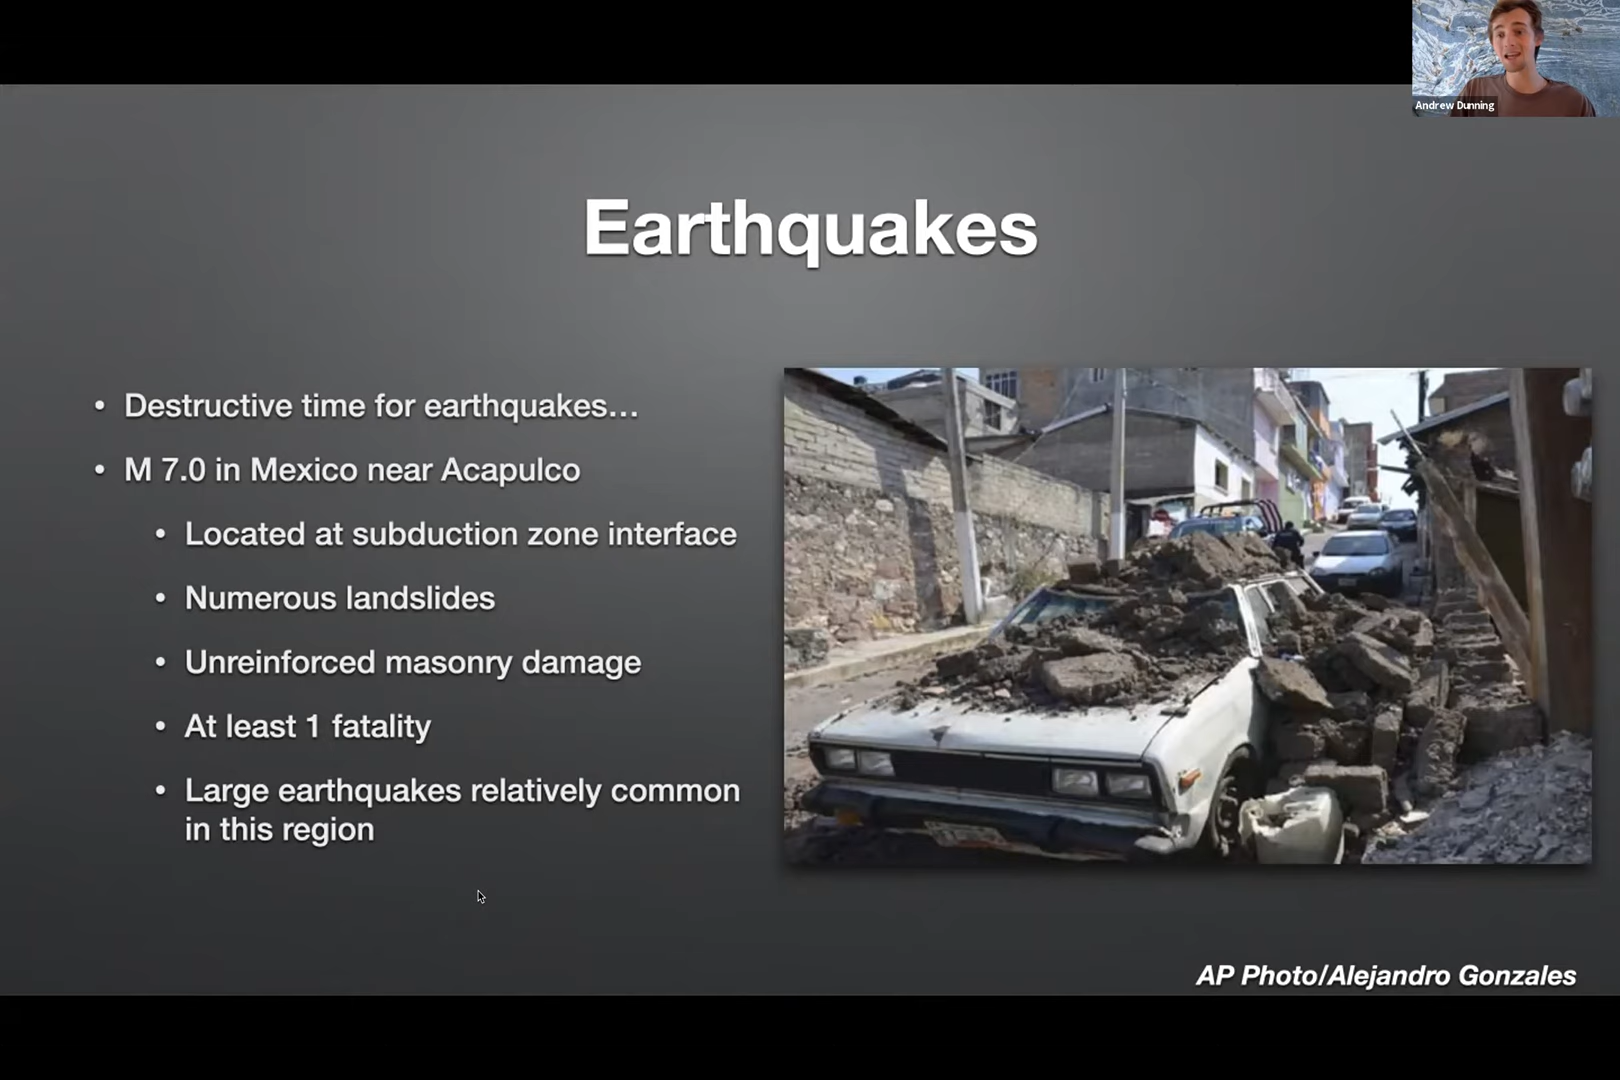 Andrew Dunning
Earthquakes
• Destructive time for earthquakes…
• M 7.0 in Mexico near Acapulco
• Located at subduction zone interface
• Numerous landslides
• Unreinforced masonry damage
• At least 1 fatality
• Large earthquakes relatively common
in this region
AP Photo/Alejandro Gonzales